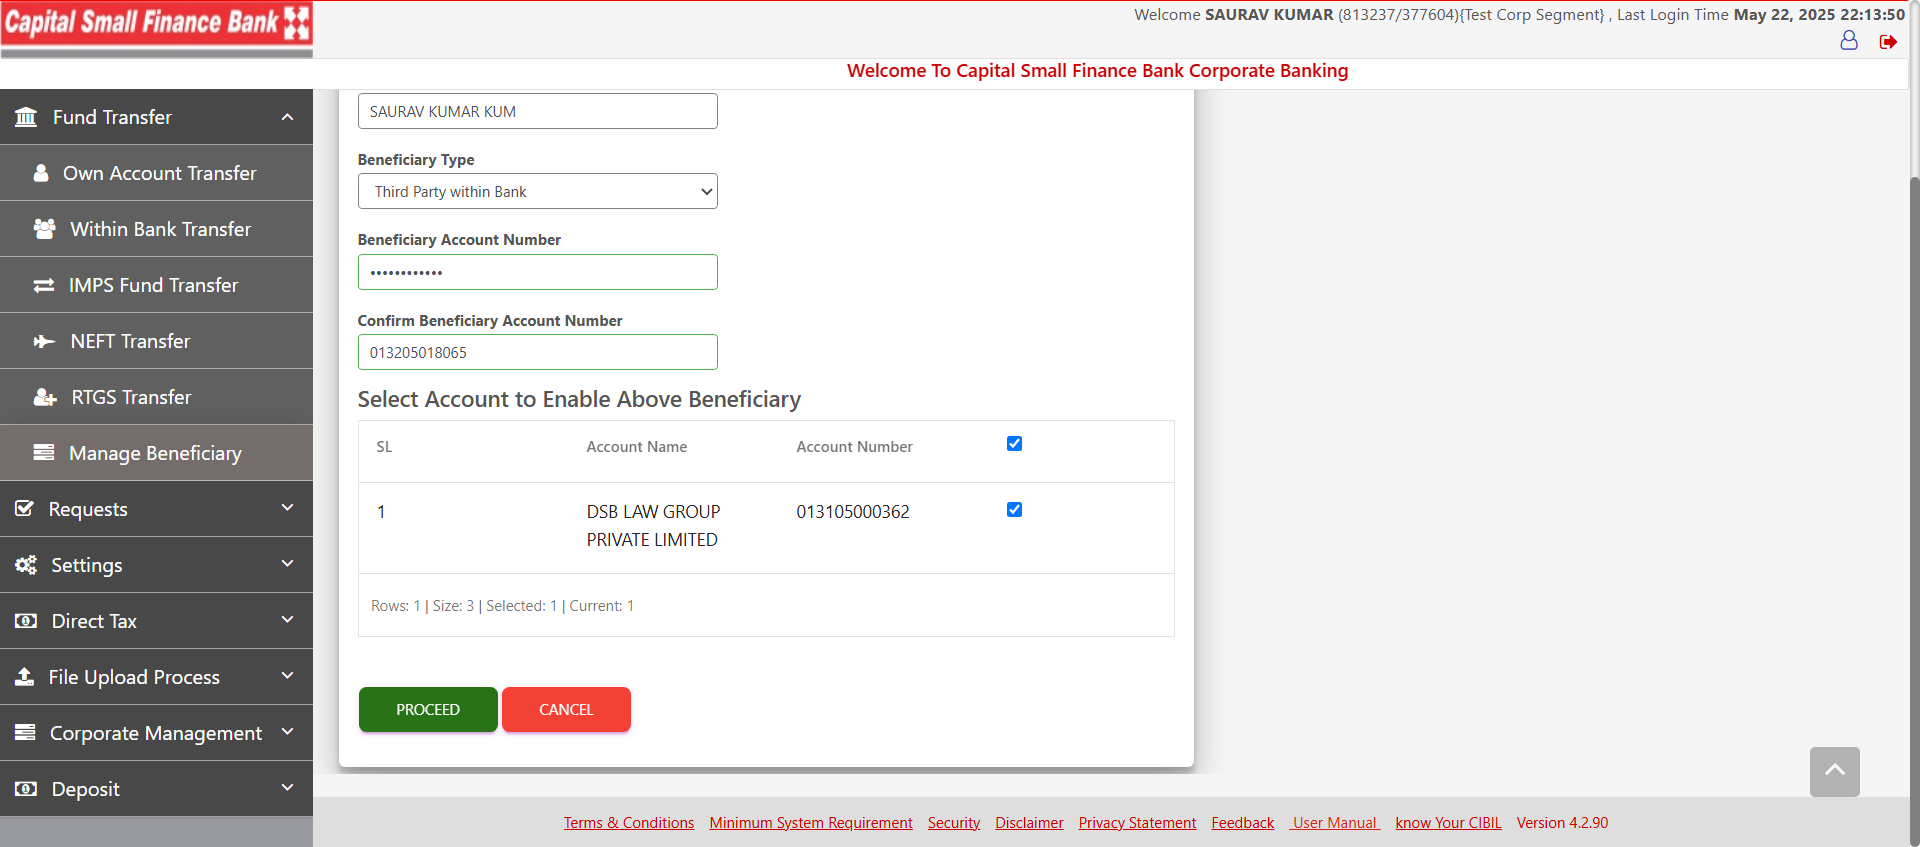 Capital Small Finance Bank
Welcome SAURAV KUMAR (813237/377604){Test Corp Segment} , Last Login Time May 22, 2025 22:13:50
Welcome To Capital Small Finance Bank Corporate Banking
Fund Transfer
Own Account Transfer
Within Bank Transfer
IMPS Fund Transfer
NEFT Transfer
RTGS Transfer
Manage Beneficiary
Requests
Settings
Direct Tax
File Upload Process
Corporate Management
Deposit
SAURAV KUMAR KUM
Beneficiary Type
Third Party within Bank
Beneficiary Account Number
••••••••••••
Confirm Beneficiary Account Number
013205018065
Select Account to Enable Above Beneficiary
SL Account Name Account Number
1 DSB LAW GROUP 013105000362
PRIVATE LIMITED
Rows: 1 | Size: 3 | Selected: 1 | Current: 1
PROCEED CANCEL
Terms & Conditions Minimum System Requirement Security Disclaimer Privacy Statement Feedback User Manual know Your CIBIL Version 4.2.90